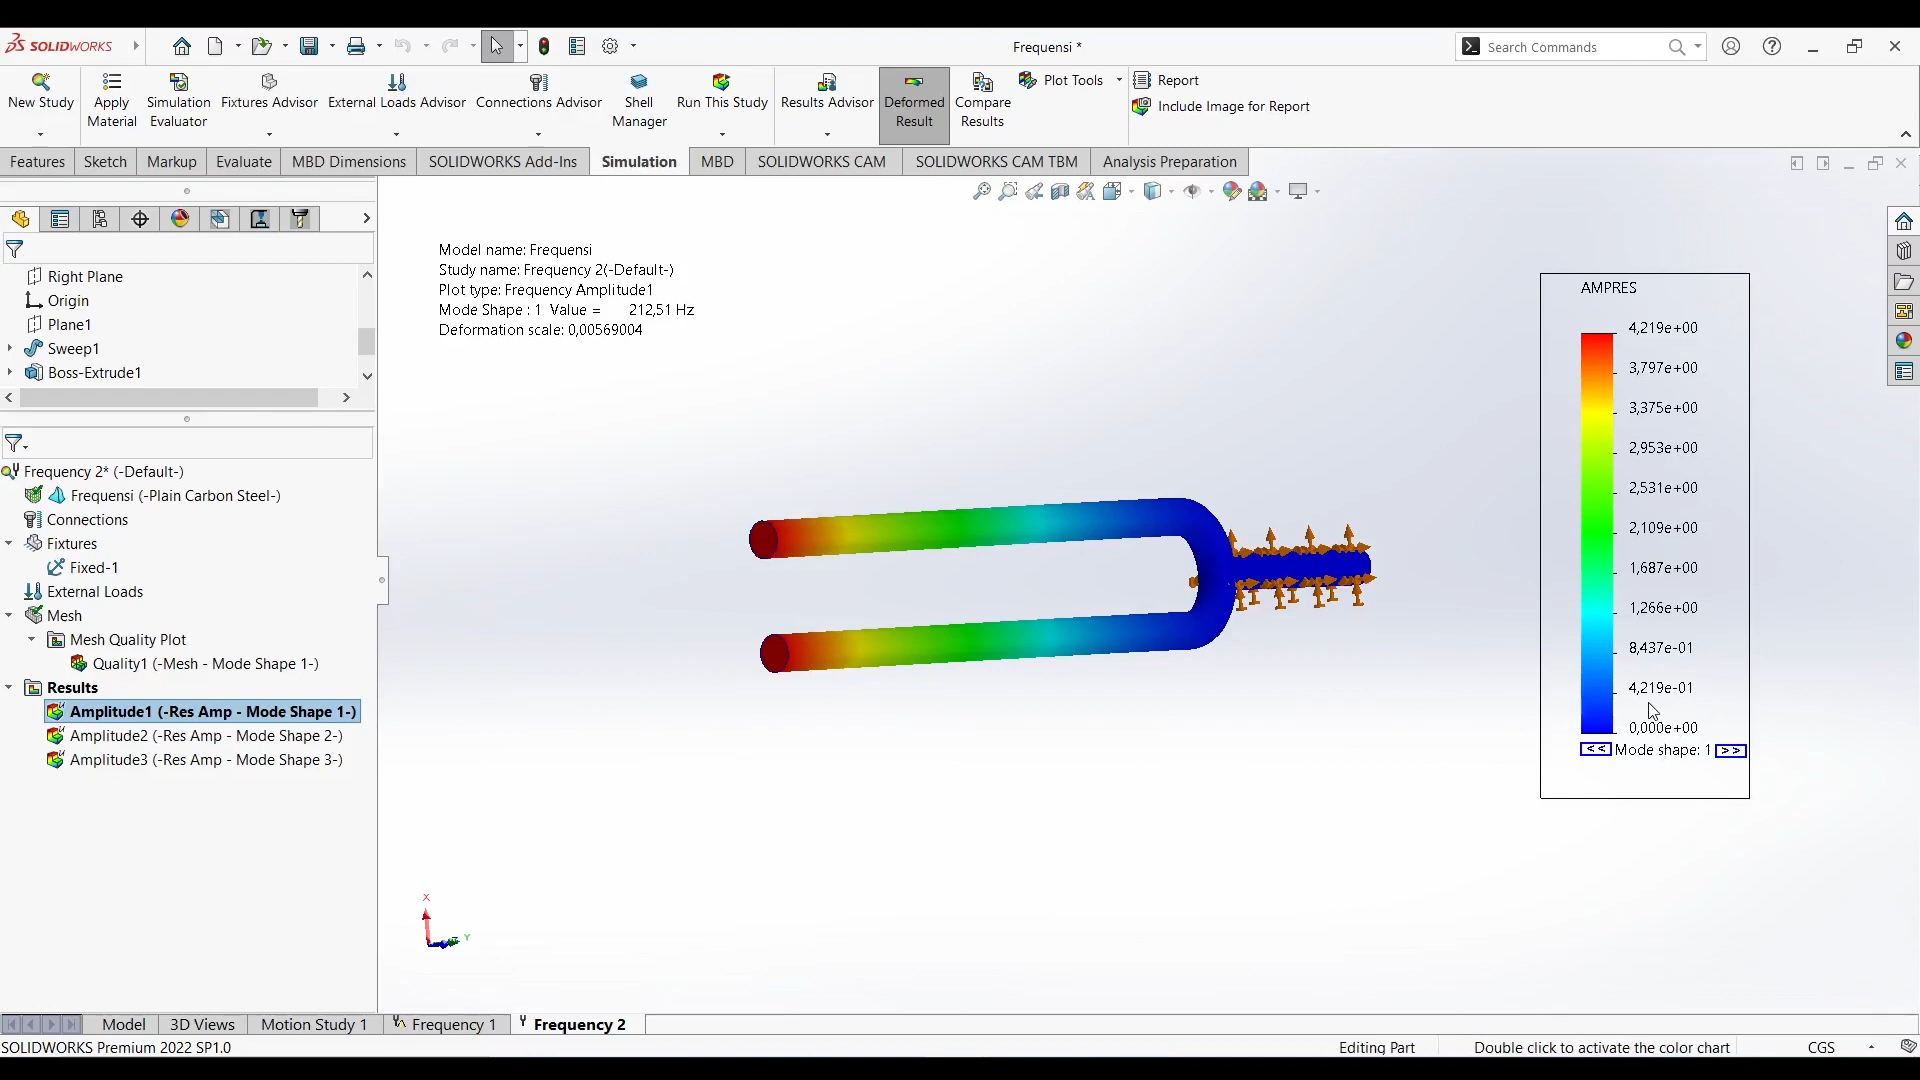 SOLIDWORKS
Frequensi *
Search Commands
New Study
Apply Material
Simulation Evaluator
Fixtures Advisor
External Loads Advisor
Connections Advisor
Shell Manager
Run This Study
Results Advisor
Deformed Result
Compare Results
Plot Tools
Report
Include Image for Report
Features
Sketch
Markup
Evaluate
MBD Dimensions
SOLIDWORKS Add-Ins
Simulation
MBD
SOLIDWORKS CAM
SOLIDWORKS CAM TBM
Analysis Preparation
Right Plane
Origin
Plane1
Sweep1
Boss-Extrude1
Frequency 2* (-Default-)
Frequensi (-Plain Carbon Steel-)
Connections
Fixtures
Fixed-1
External Loads
Mesh
Mesh Quality Plot
Quality1 (-Mesh - Mode Shape 1-)
Results
Amplitude1 (-Res Amp - Mode Shape 1-)
Amplitude2 (-Res Amp - Mode Shape 2-)
Amplitude3 (-Res Amp - Mode Shape 3-)
Model name: Frequensi
Study name: Frequency 2(-Default-)
Plot type: Frequency Amplitude1
Mode Shape : 1 Value = 212,51 Hz
Deformation scale: 0,00569004
AMPRES
4,219e+00
3,797e+00
3,375e+00
2,953e+00
2,531e+00
2,109e+00
1,687e+00
1,266e+00
8,437e-01
4,219e-01
0,000e+00
<< Mode shape: 1 >>
X
Y
Z
Model
3D Views
Motion Study 1
Frequency 1
Frequency 2
SOLIDWORKS Premium 2022 SP1.0
Editing Part
Double click to activate the color chart
CGS